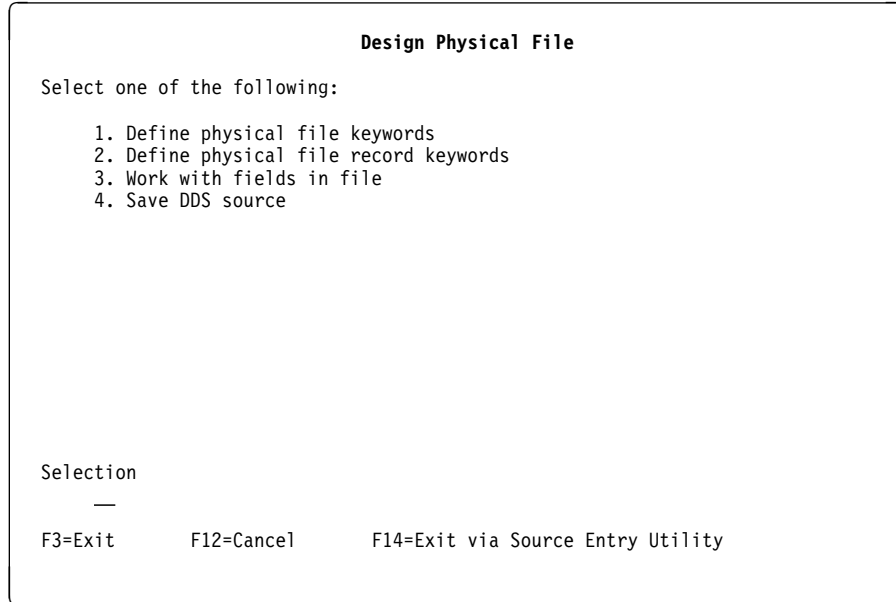 Design Physical File
Select one of the following:
1. Define physical file keywords
2. Define physical file record keywords
3. Work with fields in file
4. Save DDS source
Selection
__
F3=Exit F12=Cancel F14=Exit via Source Entry Utility